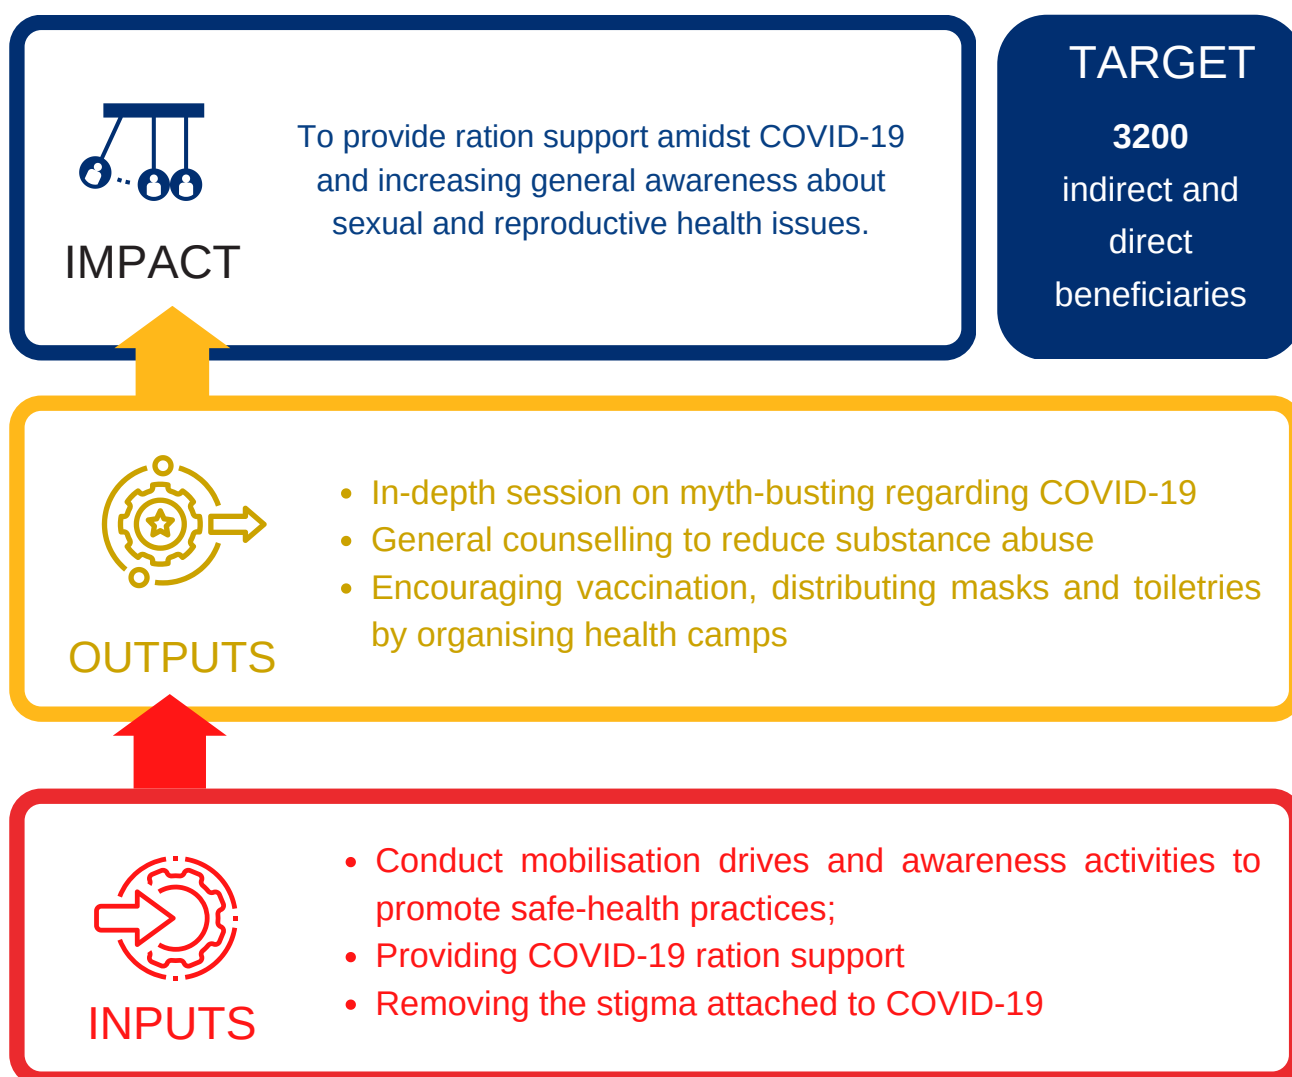 To provide ration support amidst COVID-19
and increasing general awareness about
sexual and reproductive health issues.
IMPACT
TARGET
3200
indirect and
direct
beneficiaries
• In-depth session on myth-busting regarding COVID-19
• General counselling to reduce substance abuse
• Encouraging vaccination, distributing masks and toiletries
by organising health camps
OUTPUTS
• Conduct mobilisation drives and awareness activities to
promote safe-health practices;
• Providing COVID-19 ration support
• Removing the stigma attached to COVID-19
INPUTS